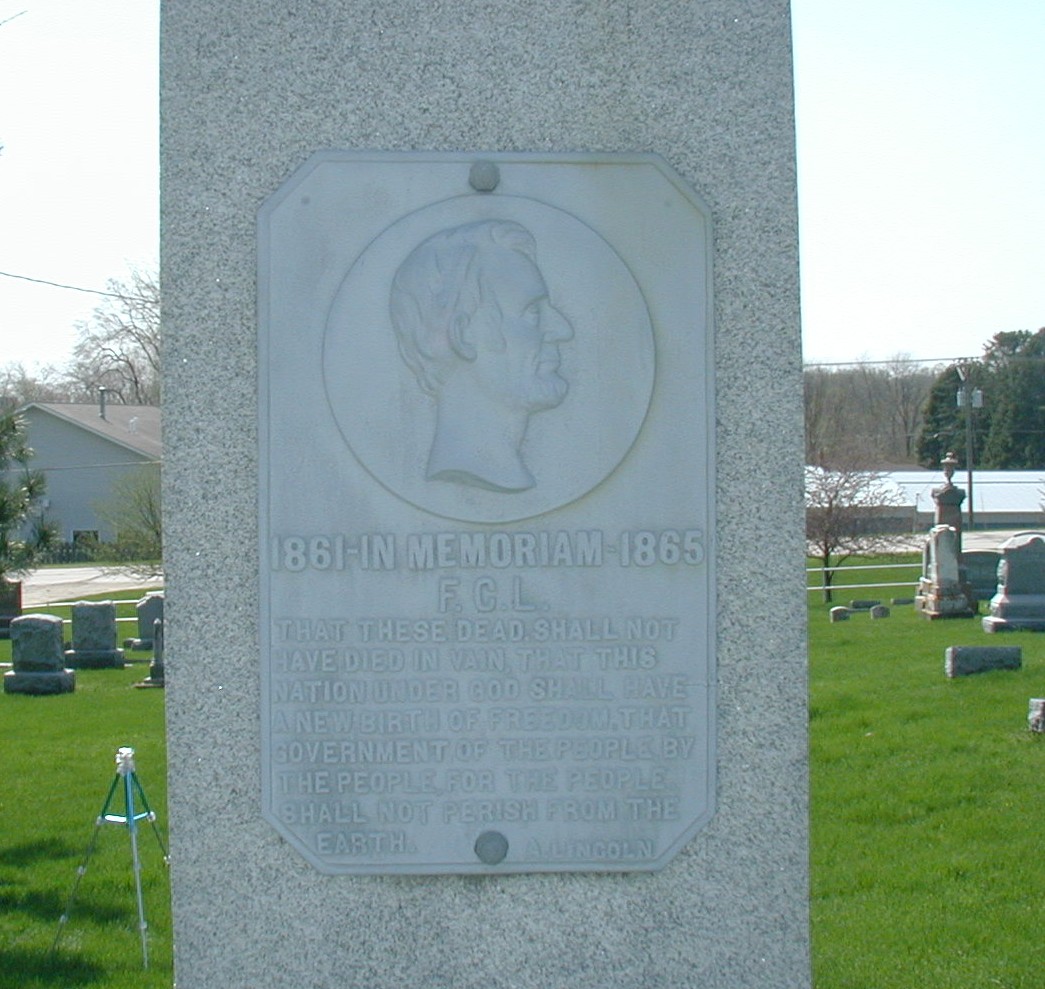 1861-IN MEMORIAM-1865
F. C. L.
THAT THESE DEAD, SHALL NOT
HAVE DIED IN VAIN THAT THIS
NATION UNDER GOD SHALL HAVE
A NEW BIRTH OF FREEDOM, THAT
GOVERNMENT OF THE PEOPLE, BY
THE PEOPLE, FOR THE PEOPLE
SHALL NOT PERISH FROM THE
EARTH. A. LINCOLN